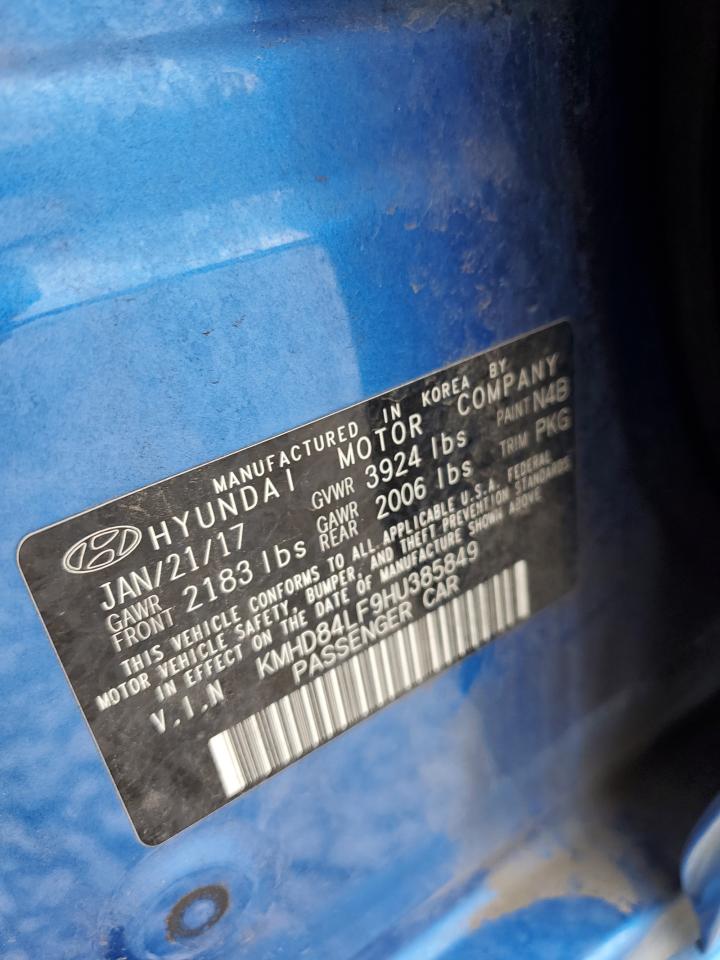 MANUFACTURED IN KOREA BY
HYUNDAI MOTOR COMPANY
JAN/21/17 GVWR 3924 lbs PAINT N4B
GAWR FRONT 2183 lbs GAWR REAR 2006 lbs TRIM PKG
THIS VEHICLE CONFORMS TO ALL APPLICABLE U.S.A. FEDERAL
MOTOR VEHICLE SAFETY, BUMPER, AND THEFT PREVENTION STANDARDS
IN EFFECT ON THE DATE OF MANUFACTURE SHOWN ABOVE
V.I.N KMHD84LF9HU385849
PASSENGER CAR